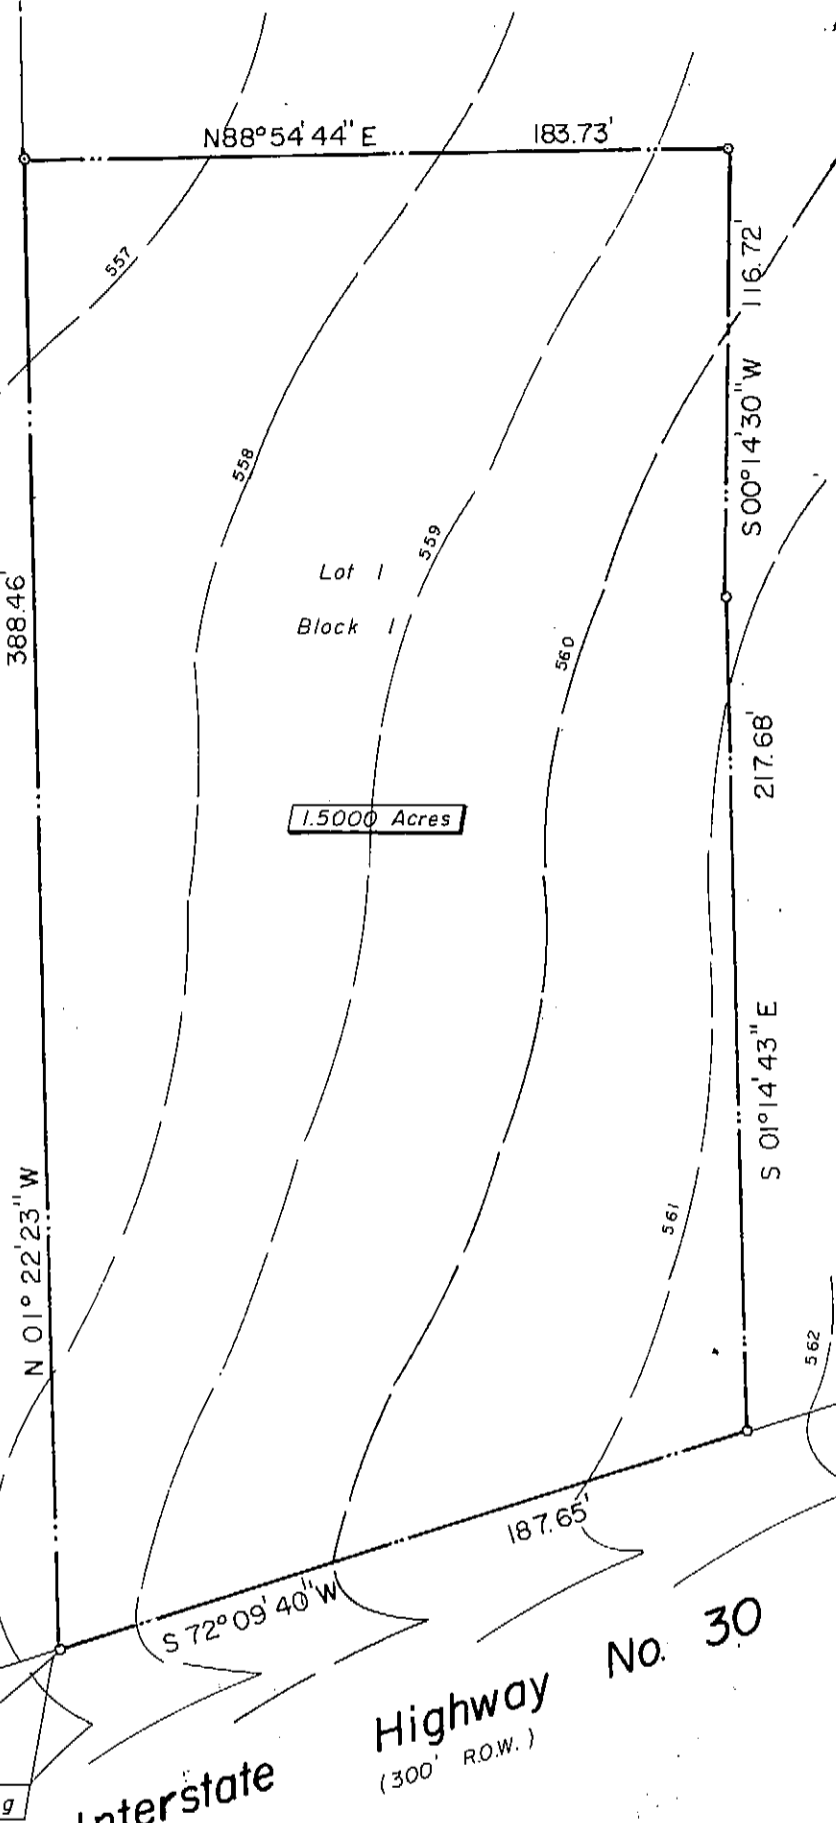 N88°54'44"E 183.73'
557
116.72'
S00°14'30"W
558
559
Lot 1
Block 1
388.46'
560
217.68'
1.5000 Acres
S 01°14'43"E
N 01°22'23"W
561
562
187.65'
S 72°09'40"W
Interstate Highway No. 30
(300' R.O.W.)
g